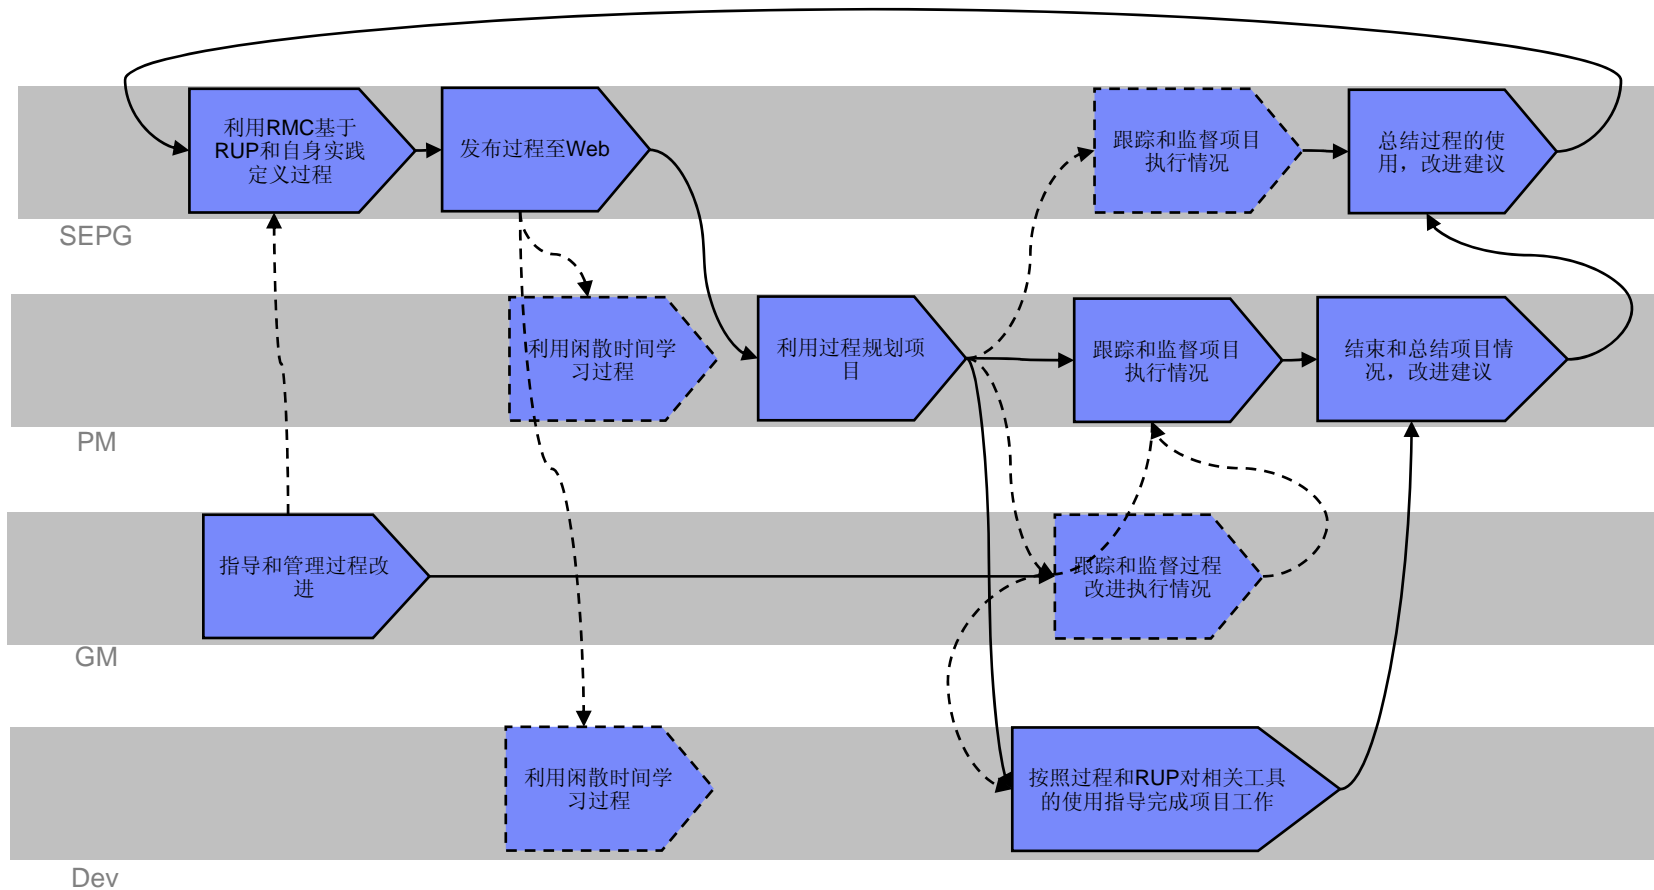 利用RMC基于
RUP和自身实践
定义过程
发布过程至Web
跟踪和监督项目
执行情况
总结过程的使
用，改进建议
SEPG
利用闲散时间学
习过程
利用过程规划项
目
跟踪和监督项目
执行情况
结束和总结项目情
况，改进建议
PM
指导和管理过程改
进
跟踪和监督过程
改进执行情况
GM
利用闲散时间学
习过程
按照过程和RUP对相关工具
的使用指导完成项目工作
Dev